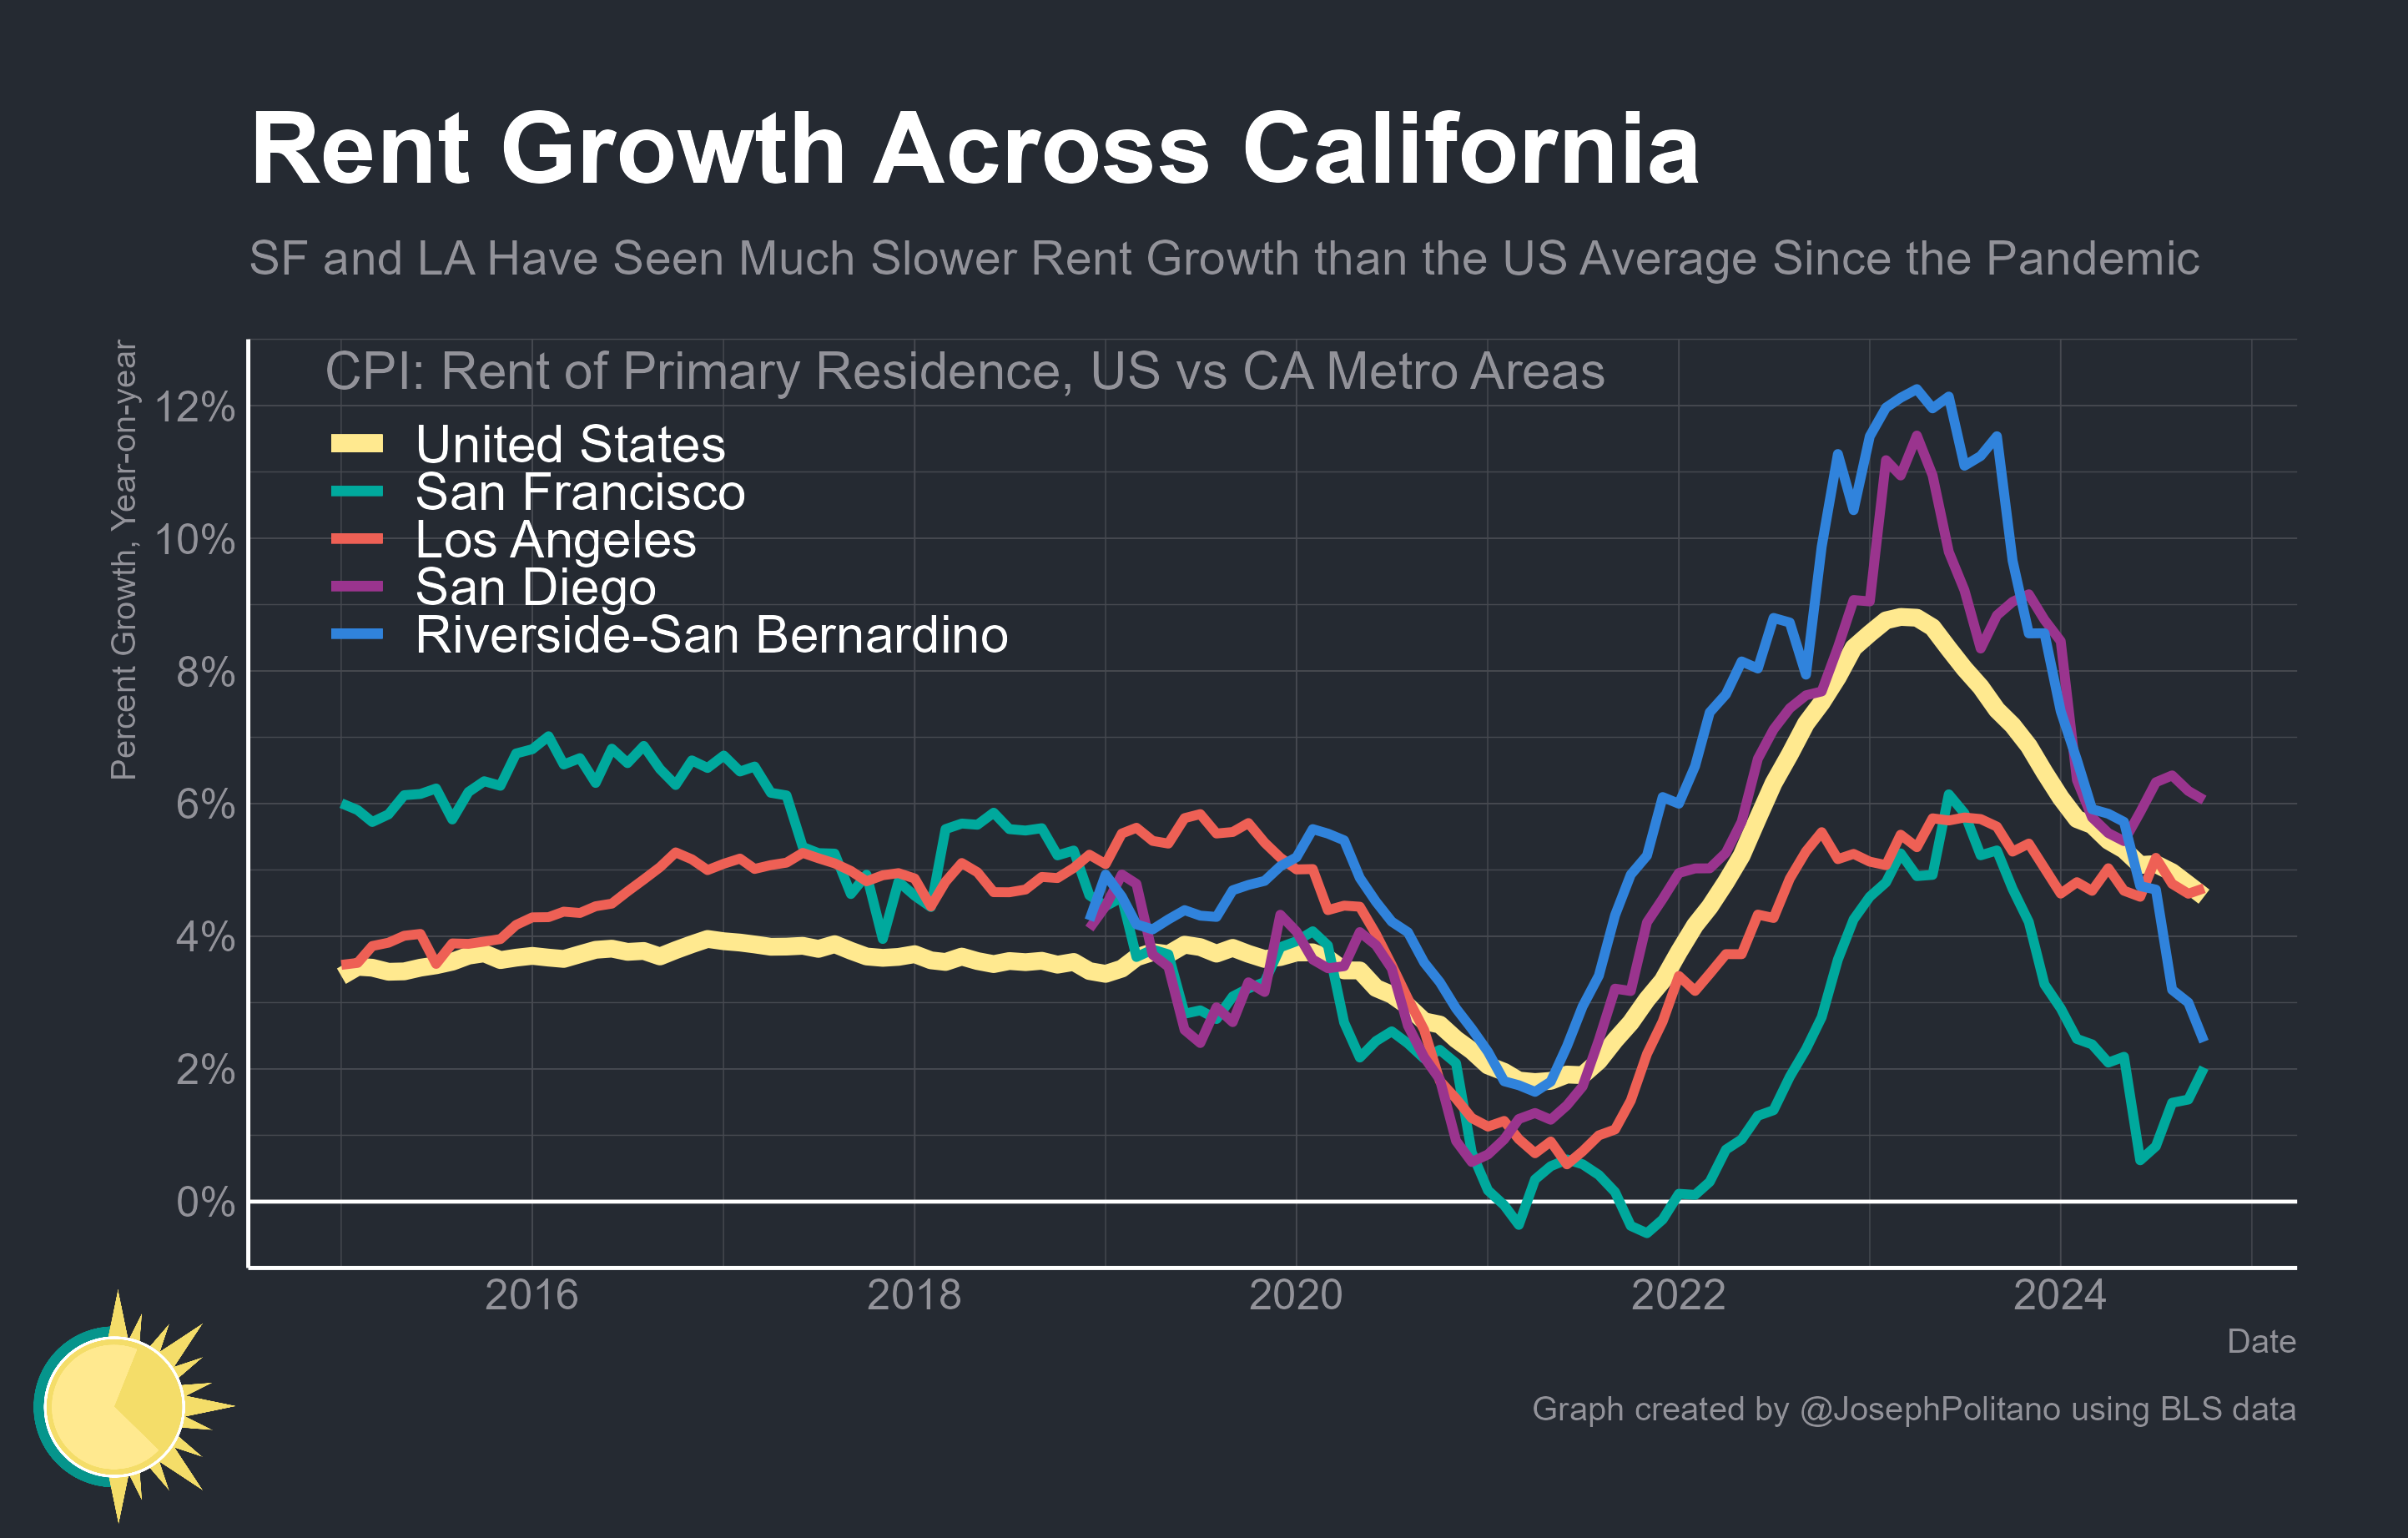 Rent Growth Across California
SF and LA Have Seen Much Slower Rent Growth than the US Average Since the Pandemic
Percent Growth, Year-on-year
CPI: Rent of Primary Residence, US vs CA Metro Areas
United States
San Francisco
Los Angeles
San Diego
Riverside-San Bernardino
12%
10%
8%
6%
4%
2%
0%
2016 2018 2020 2022 2024
Date
Graph created by @JosephPolitano using BLS data